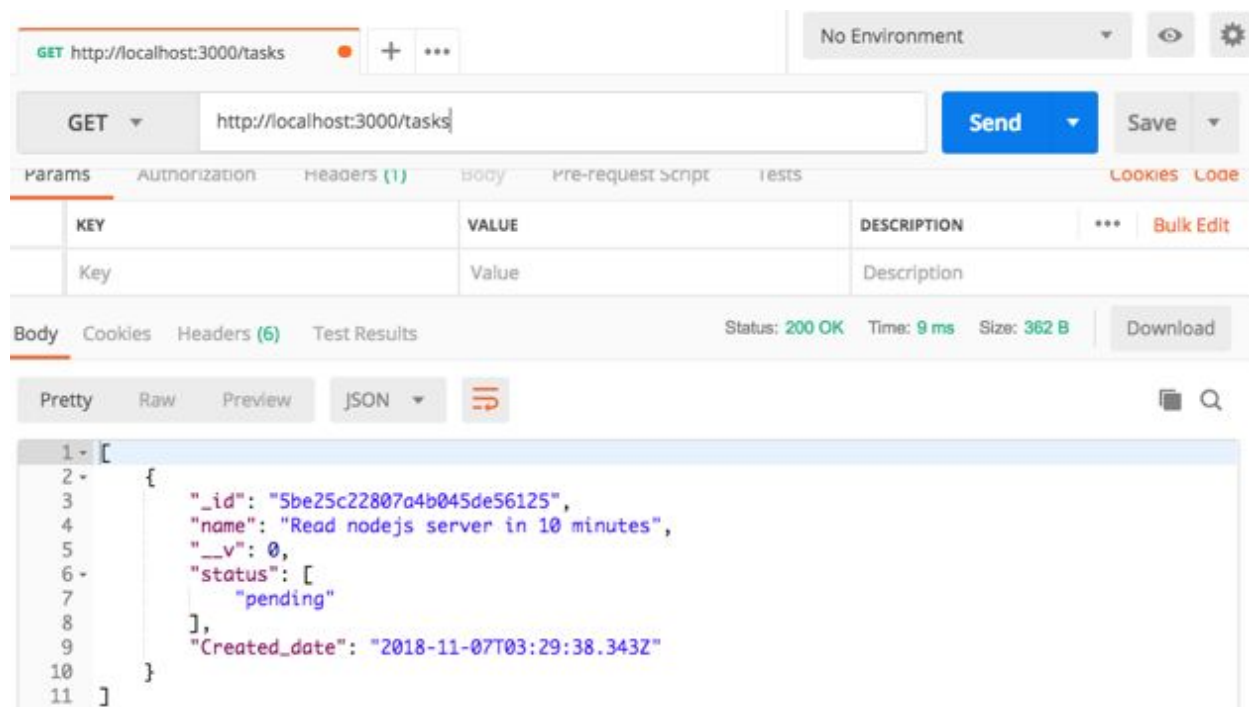 GET http://localhost:3000/tasks
No Environment
GET http://localhost:3000/tasks Send Save
Params Authorization Headers (1) Body Pre-request Script Tests Cookies Code
KEY VALUE DESCRIPTION Bulk Edit
Key Value Description
Body Cookies Headers (6) Test Results Status: 200 OK Time: 9 ms Size: 362 B Download
Pretty Raw Preview JSON
1 [
2 {
3 "_id": "5be25c22807a4b045de56125",
4 "name": "Read nodejs server in 10 minutes",
5 "__v": 0,
6 "status": [
7 "pending"
8 ],
9 "Created_date": "2018-11-07T03:29:38.343Z"
10 }
11 ]